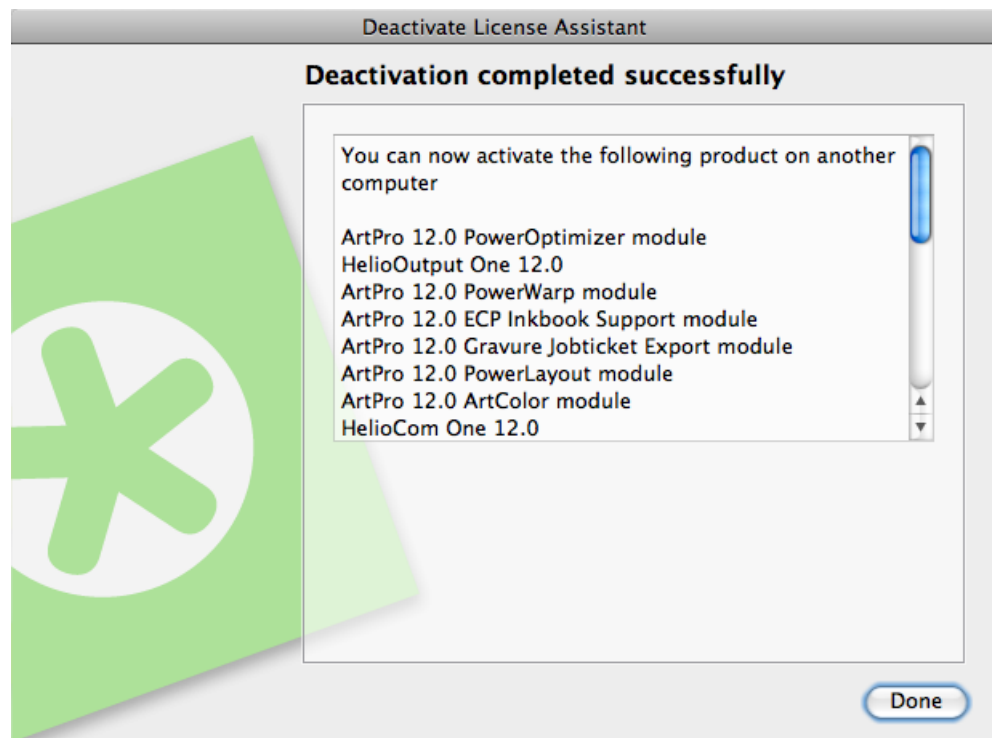 Deactivate License Assistant
Deactivation completed successfully
You can now activate the following product on another
computer
ArtPro 12.0 PowerOptimizer module
HelioOutput One 12.0
ArtPro 12.0 PowerWarp module
ArtPro 12.0 ECP Inkbook Support module
ArtPro 12.0 Gravure Jobticket Export module
ArtPro 12.0 PowerLayout module
ArtPro 12.0 ArtColor module
HelioCom One 12.0
Done